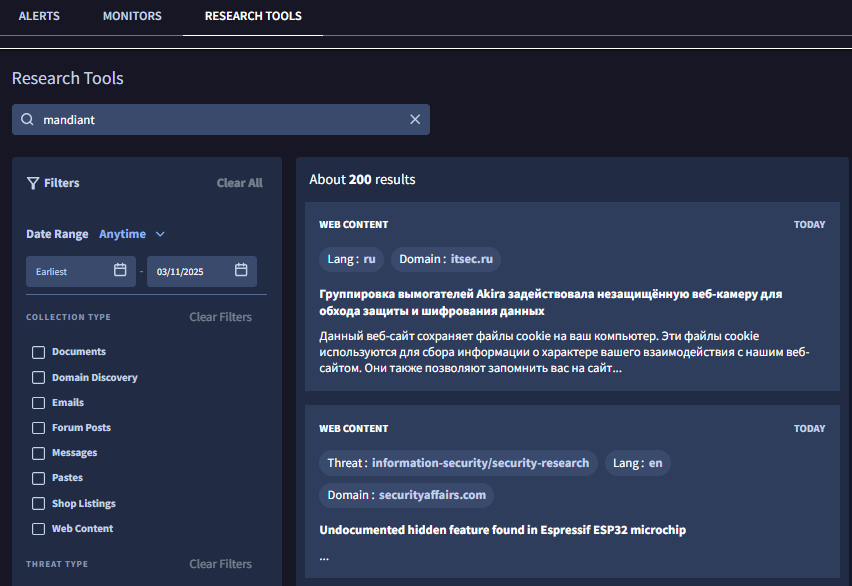 ALERTS MONITORS RESEARCH TOOLS
Research Tools
mandiant
Filters Clear All
Date Range Anytime
Earliest - 03/11/2025
COLLECTION TYPE Clear Filters
Documents
Domain Discovery
Emails
Forum Posts
Messages
Pastes
Shop Listings
Web Content
THREAT TYPE Clear Filters
About 200 results
WEB CONTENT TODAY
Lang : ru Domain : itsec.ru
Группировка вымогателей Akira задействовала незащищённую веб-камеру для
обхода защиты и шифрования данных
Данный веб-сайт сохраняет файлы cookie на ваш компьютер. Эти файлы cookie
используются для сбора информации о характере вашего взаимодействия с нашим веб-
сайтом. Они также позволяют запомнить вас на сайт...
WEB CONTENT TODAY
Threat : information-security/security-research Lang : en
Domain : securityaffairs.com
Undocumented hidden feature found in Espressif ESP32 microchip
...